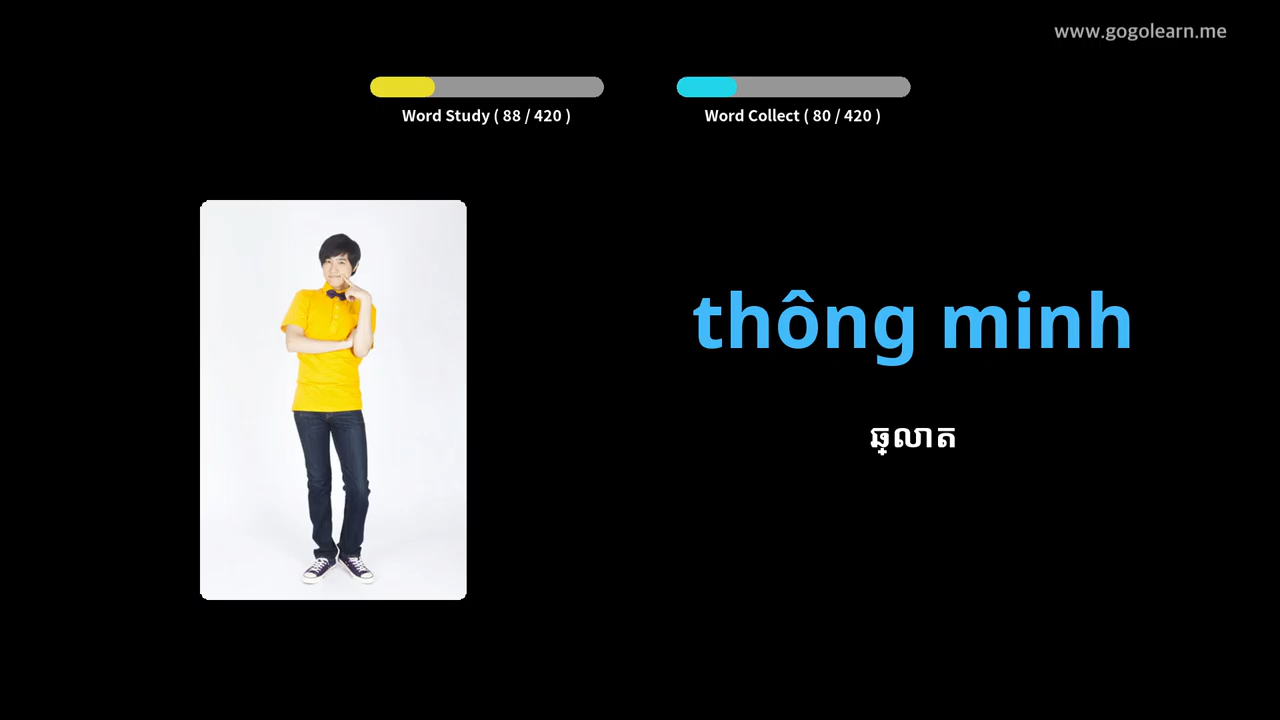 www.gogolearn.me
Word Study ( 88 / 420 )
Word Collect ( 80 / 420 )
thông minh
ឆ្លាត